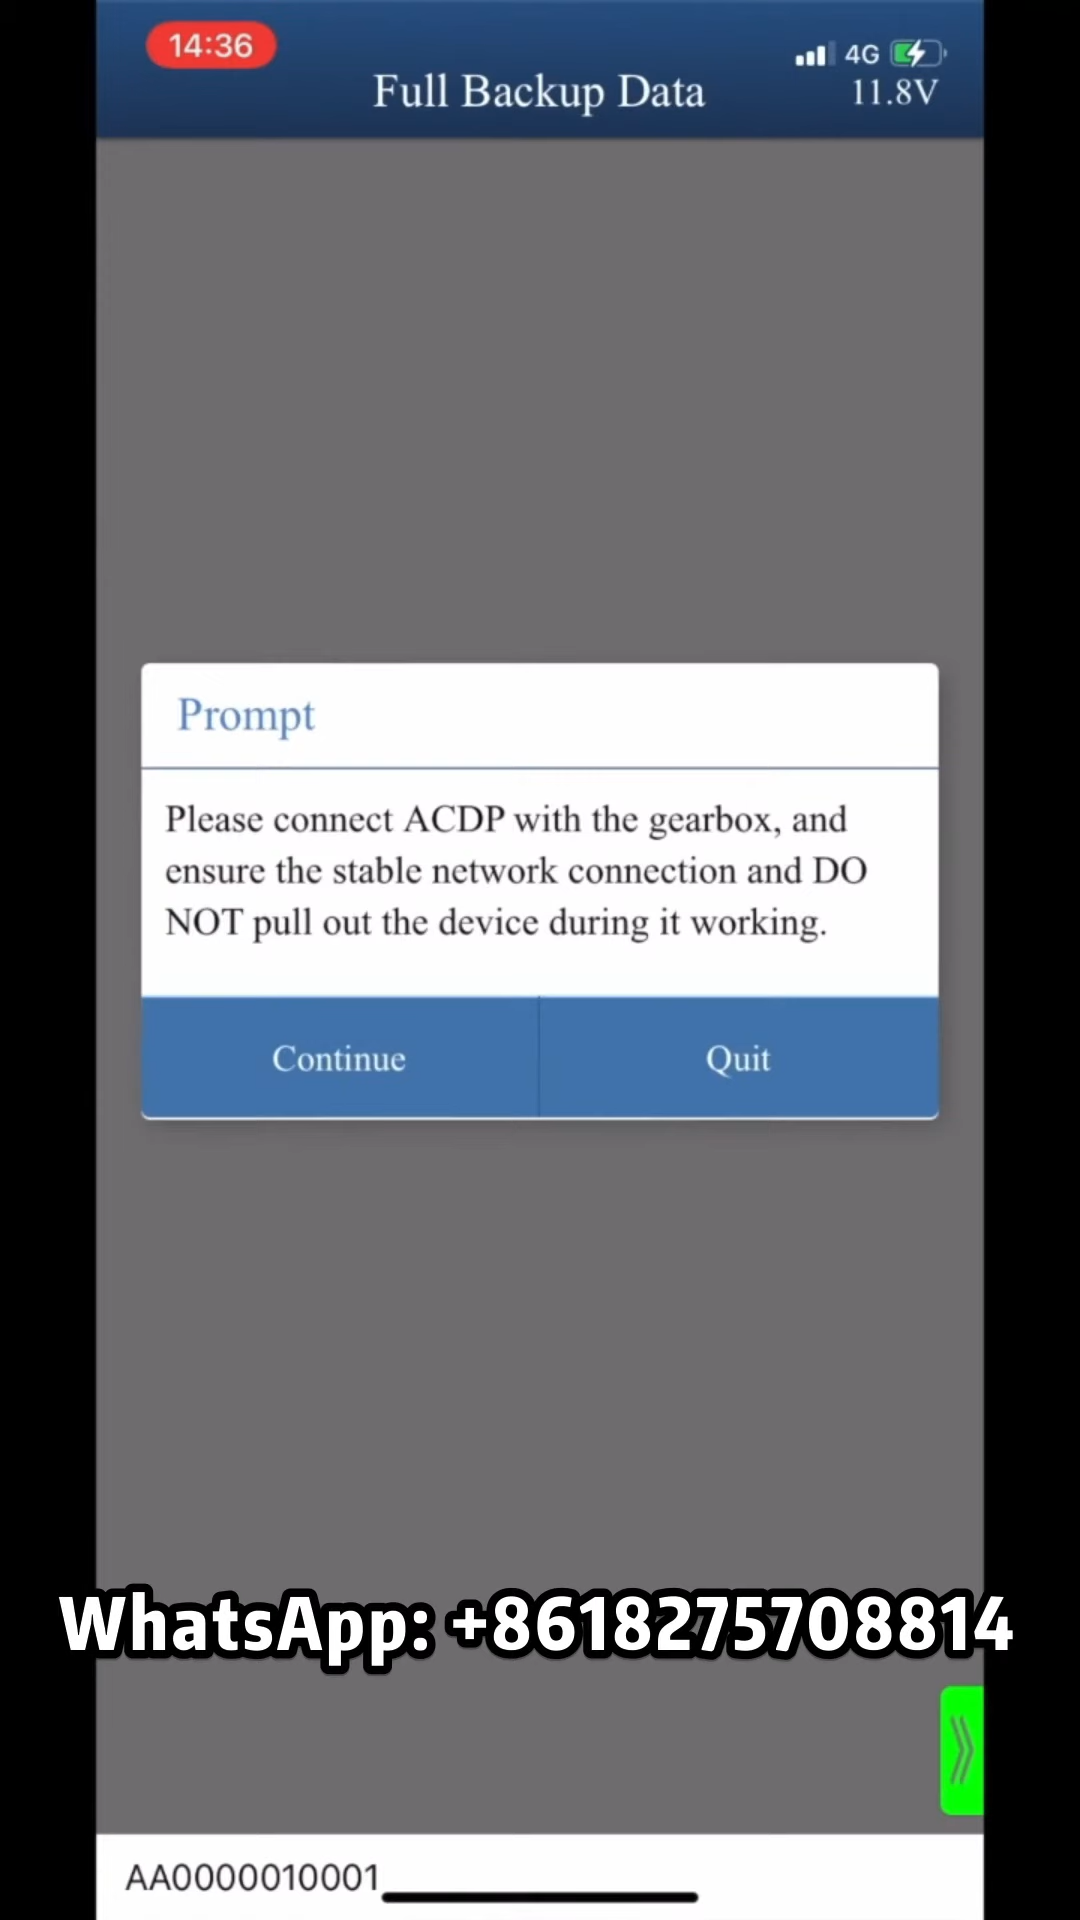 14:36
4G
Full Backup Data
11.8V
Prompt
Please connect ACDP with the gearbox, and
ensure the stable network connection and DO
NOT pull out the device during it working.
Continue
Quit
WhatsApp: +8618275708814
AA0000010001